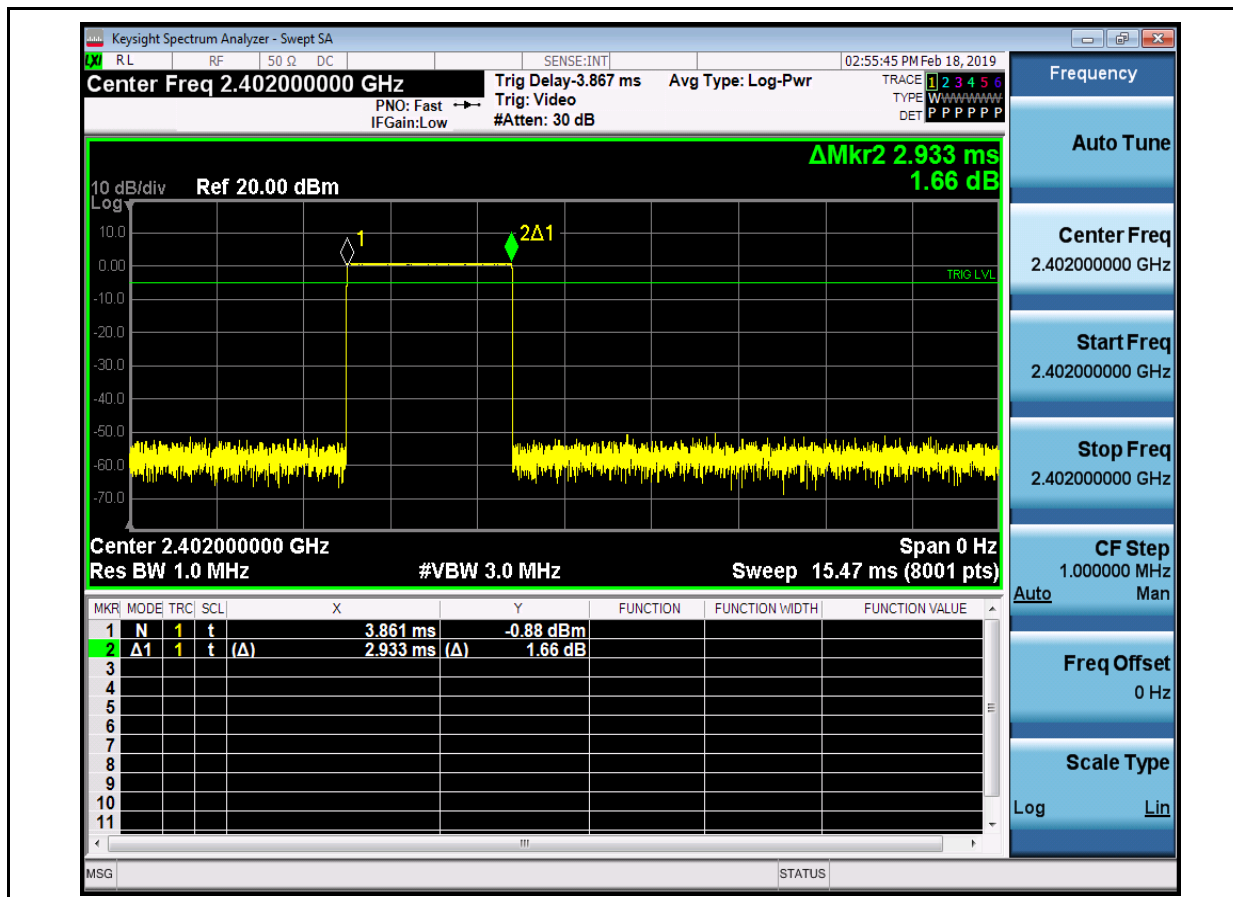 Keysight Spectrum Analyzer - Swept SA
LXI RL RF 50 Ω DC SENSE:INT 02:55:45 PM Feb 18, 2019
Center Freq 2.402000000 GHz
PNO: Fast
IFGain:Low
Trig Delay-3.867 ms
Trig: Video
#Atten: 30 dB
Avg Type: Log-Pwr
TRACE 1 2 3 4 5 6
TYPE WWWWWW
DET P P P P P P
ΔMkr2 2.933 ms
1.66 dB
10 dB/div Ref 20.00 dBm
Log
10.0
0.00
-10.0
-20.0
-30.0
-40.0
-50.0
-60.0
-70.0
1
2Δ1
TRIG LVL
Center 2.402000000 GHz Span 0 Hz
Res BW 1.0 MHz #VBW 3.0 MHz Sweep 15.47 ms (8001 pts)
MKR MODE TRC SCL X Y FUNCTION FUNCTION WIDTH FUNCTION VALUE
1 N 1 t 3.861 ms -0.88 dBm
2 Δ1 1 t (Δ) 2.933 ms (Δ) 1.66 dB
3
4
5
6
7
8
9
10
11
MSG STATUS
Frequency
Auto Tune
Center Freq
2.402000000 GHz
Start Freq
2.402000000 GHz
Stop Freq
2.402000000 GHz
CF Step
1.000000 MHz
Auto Man
Freq Offset
0 Hz
Scale Type
Log Lin